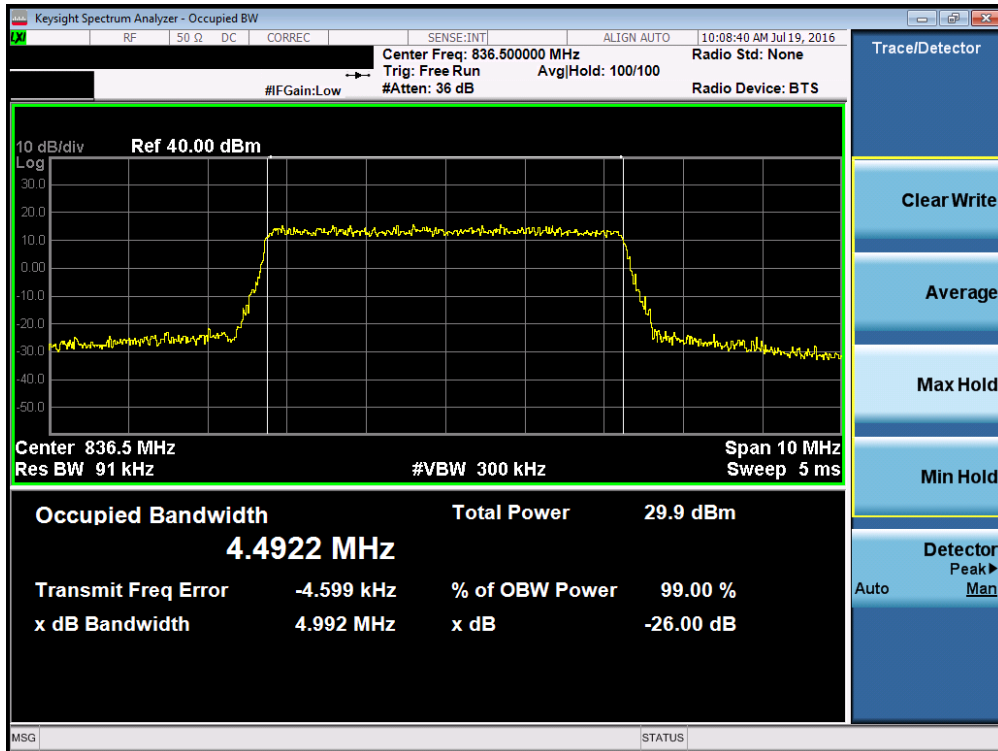 Keysight Spectrum Analyzer - Occupied BW
LXI RF 50 Ω DC CORREC SENSE:INT ALIGN AUTO 10:08:40 AM Jul 19, 2016
Center Freq: 836.500000 MHz Radio Std: None
Trig: Free Run Avg|Hold: 100/100
#IFGain:Low #Atten: 36 dB Radio Device: BTS
Trace/Detector
10 dB/div Ref 40.00 dBm
Log
30.0
20.0
10.0
0.00
-10.0
-20.0
-30.0
-40.0
-50.0
Center 836.5 MHz Span 10 MHz
Res BW 91 kHz #VBW 300 kHz Sweep 5 ms
Occupied Bandwidth Total Power 29.9 dBm
4.4922 MHz
Transmit Freq Error -4.599 kHz % of OBW Power 99.00 %
x dB Bandwidth 4.992 MHz x dB -26.00 dB
Clear Write
Average
Max Hold
Min Hold
Detector
Peak▶
Auto Man
MSG STATUS